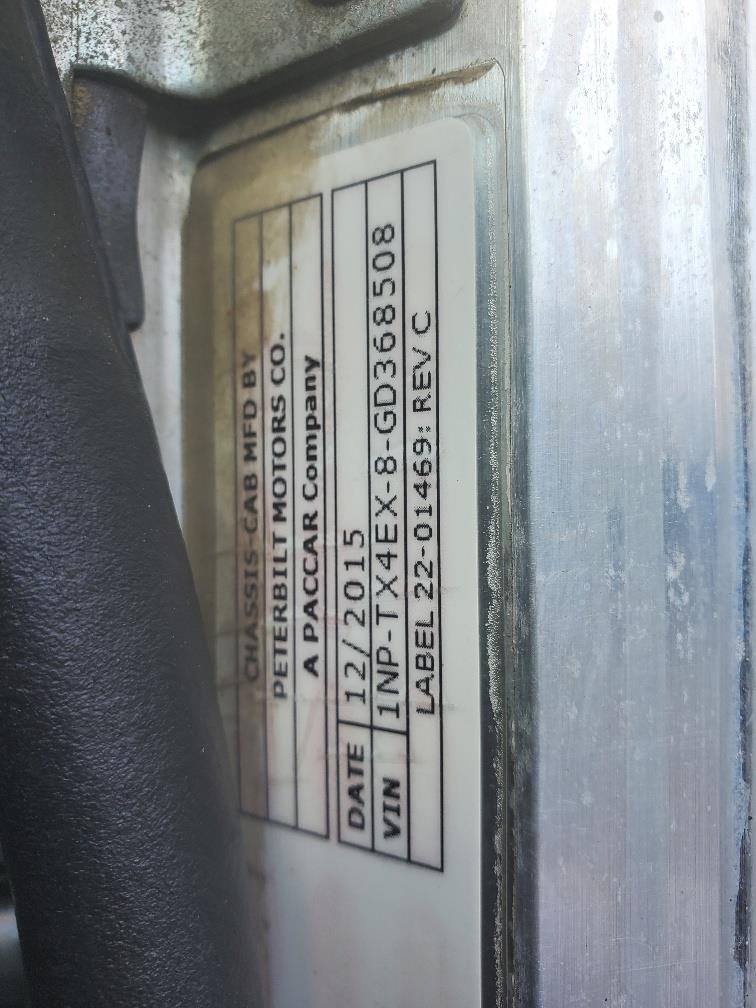 CHASSIS-CAB MFD BY
PETERBILT MOTORS CO.
A PACCAR Company
DATE 12/2015
VIN 1NP-TX4EX-8-GD368508
LABEL 22-01469: REV C